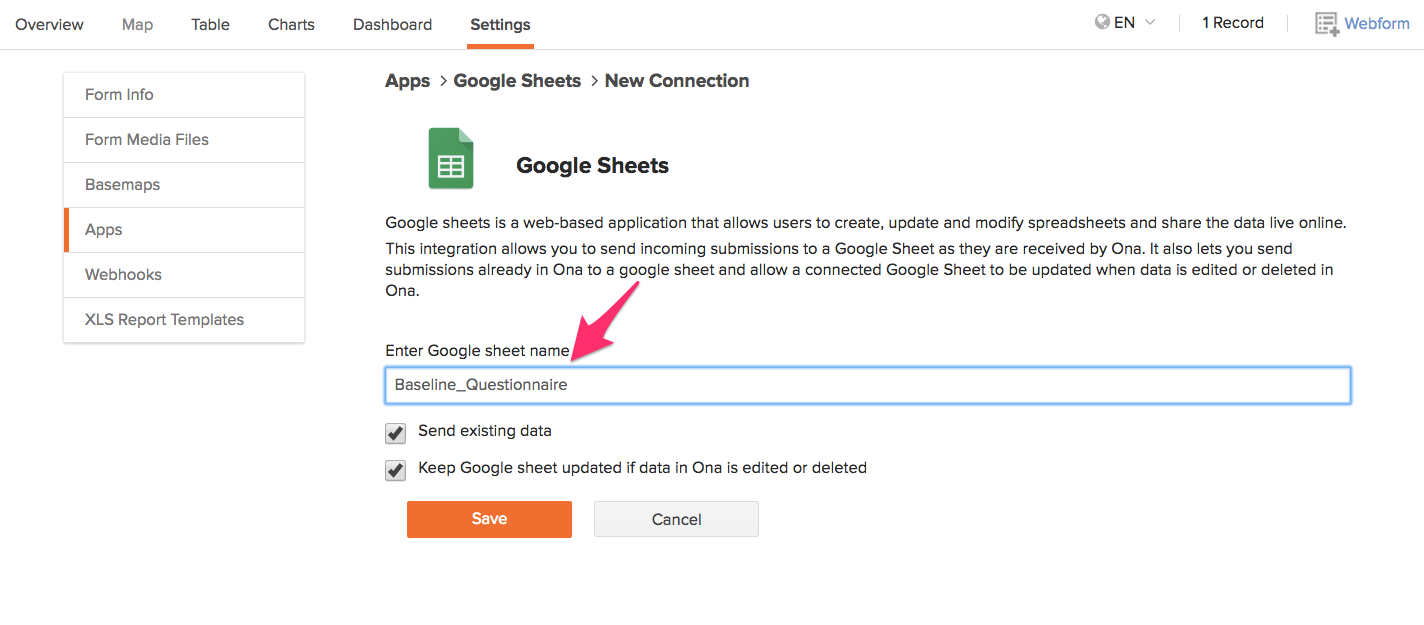 Overview Map Table Charts Dashboard Settings EN 1 Record Webform
Form Info
Form Media Files
Basemaps
Apps
Webhooks
XLS Report Templates
Apps > Google Sheets > New Connection
Google Sheets
Google sheets is a web-based application that allows users to create, update and modify spreadsheets and share the data live online.
This integration allows you to send incoming submissions to a Google Sheet as they are received by Ona. It also lets you send
submissions already in Ona to a google sheet and allow a connected Google Sheet to be updated when data is edited or deleted in
Ona.
Enter Google sheet name
Baseline_Questionnaire
Send existing data
Keep Google sheet updated if data in Ona is edited or deleted
Save Cancel